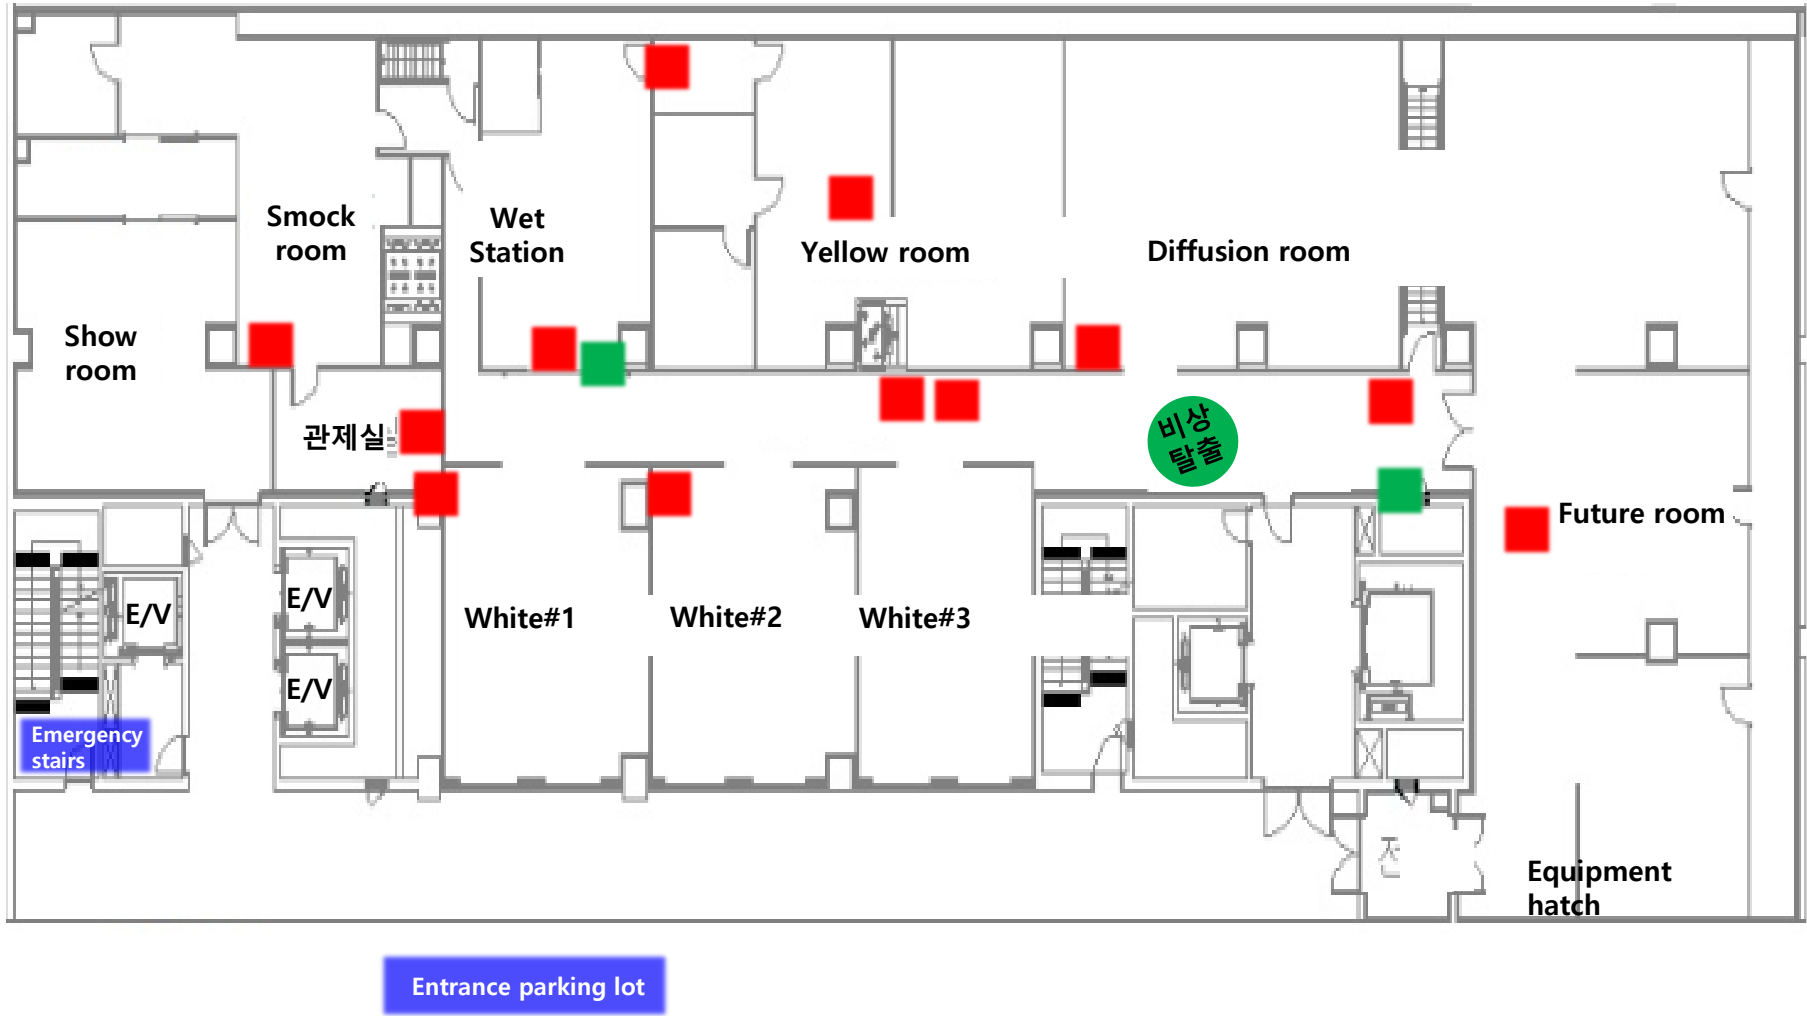 Smock
room
Wet
Station
Yellow room
Diffusion room
Show
room
관제실
비상
탈출
Future room
E/V
E/V
E/V
White#1
White#2
White#3
Emergency
stairs
전
Equipment
hatch
Entrance parking lot